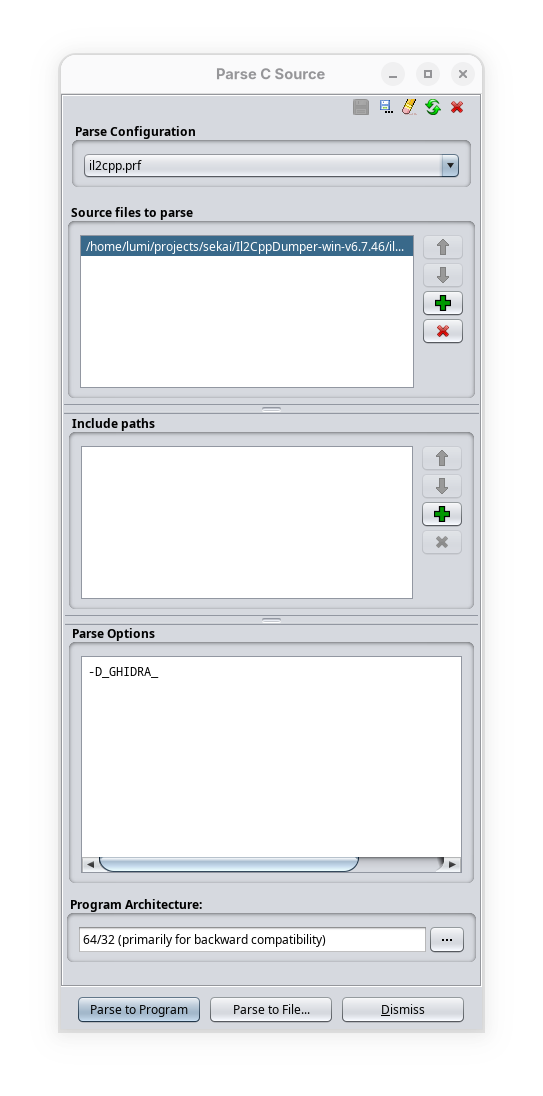 Parse C Source
Parse Configuration
il2cpp.prf
Source files to parse
/home/lumi/projects/sekai/Il2CppDumper-win-v6.7.46/il...
Include paths
Parse Options
-D_GHIDRA_
Program Architecture:
64/32 (primarily for backward compatibility)
...
Parse to Program
Parse to File...
Dismiss